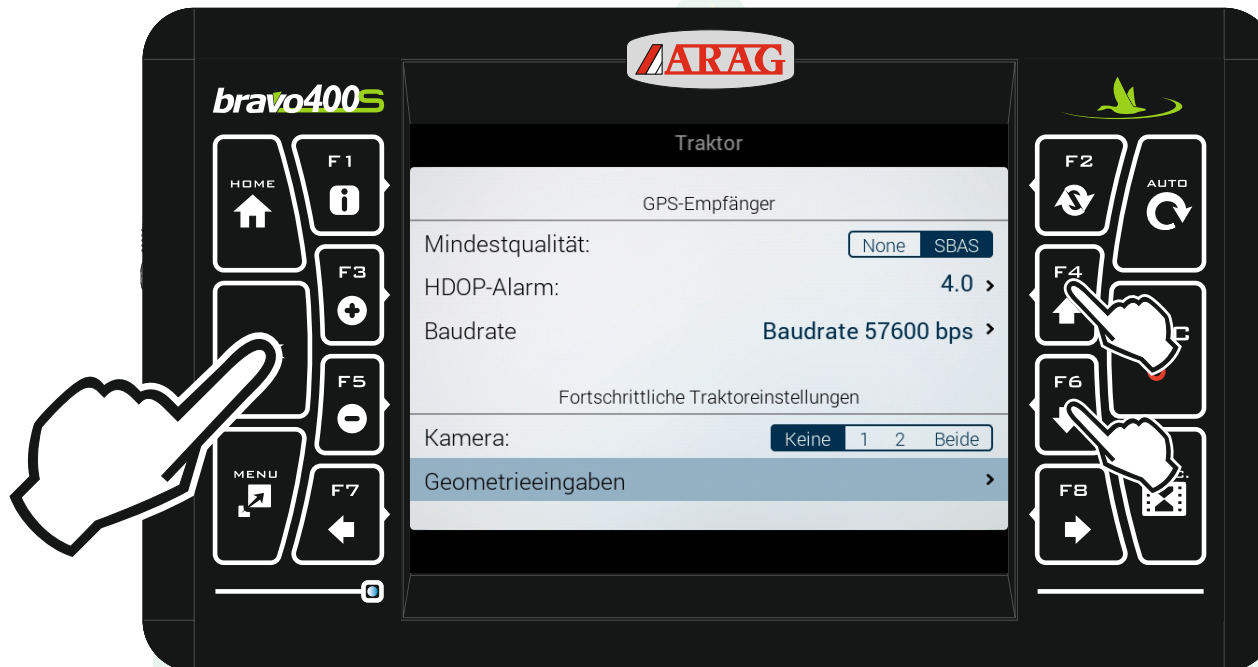 ARAG
bravo400S
Traktor
GPS-Empfänger
Mindestqualität: None SBAS
HDOP-Alarm: 4.0
Baudrate Baudrate 57600 bps
Fortschrittliche Traktoreinstellungen
Kamera: Keine 1 2 Beide
Geometrieeingaben
HOME
F1
F3
F5
MENU
F7
F2
AUTO
F4
F6
F8